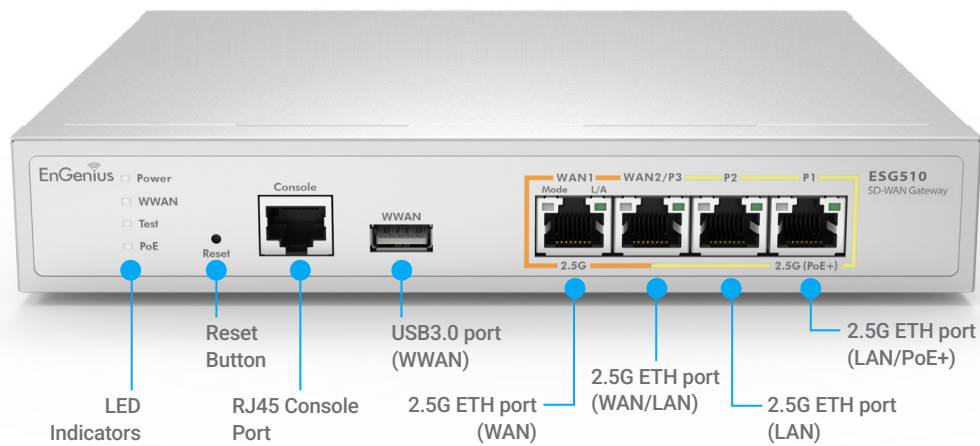 EnGenius
Power
WWAN
Test
PoE
Reset
Console
WWAN
WAN1
WAN2/P3
P2
P1
Mode
L/A
2.5G
2.5G (PoE+)
ESG510
SD-WAN Gateway
LED
Indicators
Reset
Button
RJ45 Console
Port
USB3.0 port
(WWAN)
2.5G ETH port
(WAN)
2.5G ETH port
(WAN/LAN)
2.5G ETH port
(LAN)
2.5G ETH port
(LAN/PoE+)